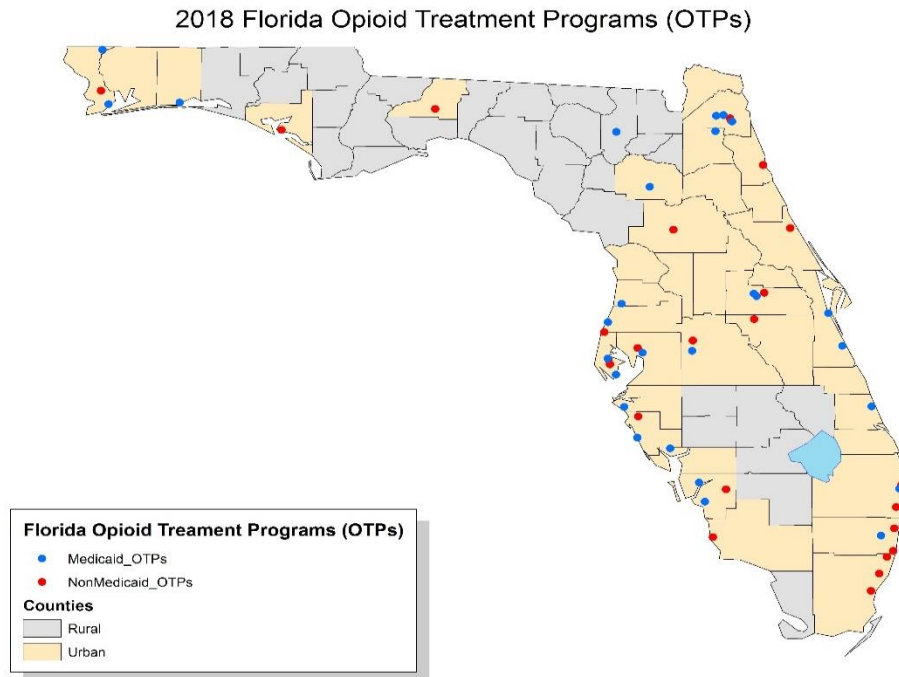 2018 Florida Opioid Treatment Programs (OTPs)
Florida Opioid Treament Programs (OTPs)
Medicaid_OTPs
NonMedicaid_OTPs
Counties
Rural
Urban